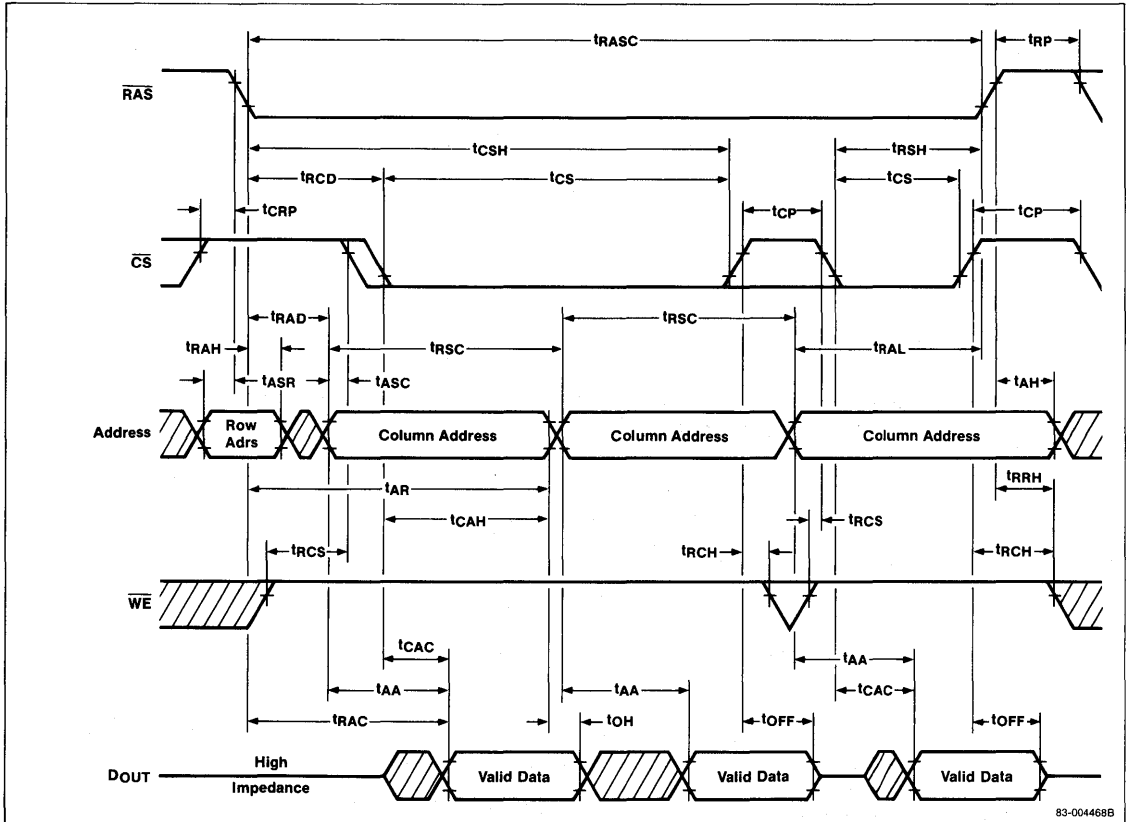 tRASC
tRP
RAS
tCSH
tRSH
tRCD
tCS
tCS
tCRP
tCP
tCP
CS
tRAD
tRSC
tRAH
tRSC
tRAL
tASR
tASC
tAH
Address
Row
Adrs
Column Address
Column Address
Column Address
tAR
tRRH
tCAH
tRCS
tRCS
tRCH
tRCH
WE
tCAC
tAA
tAA
tAA
tCAC
tRAC
tOH
tOFF
tOFF
DOUT
High
Impedance
Valid Data
Valid Data
Valid Data
83-004468B